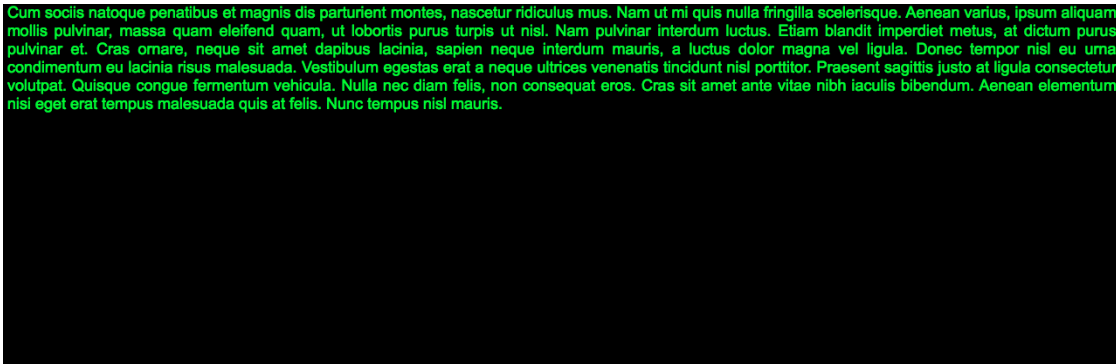 Cum sociis natoque penatibus et magnis dis parturient montes, nascetur ridiculus mus. Nam ut mi quis nulla fringilla scelerisque. Aenean varius, ipsum aliquam
mollis pulvinar, massa quam eleifend quam, ut lobortis purus turpis ut nisl. Nam pulvinar interdum luctus. Etiam blandit imperdiet metus, at dictum purus
pulvinar et. Cras ornare, neque sit amet dapibus lacinia, sapien neque interdum mauris, a luctus dolor magna vel ligula. Donec tempor nisl eu urna
condimentum eu lacinia risus malesuada. Vestibulum egestas erat a neque ultrices venenatis tincidunt nisl porttitor. Praesent sagittis justo at ligula consectetur
volutpat. Quisque congue fermentum vehicula. Nulla nec diam felis, non consequat eros. Cras sit amet ante vitae nibh iaculis bibendum. Aenean elementum
nisi eget erat tempus malesuada quis at felis. Nunc tempus nisl mauris.